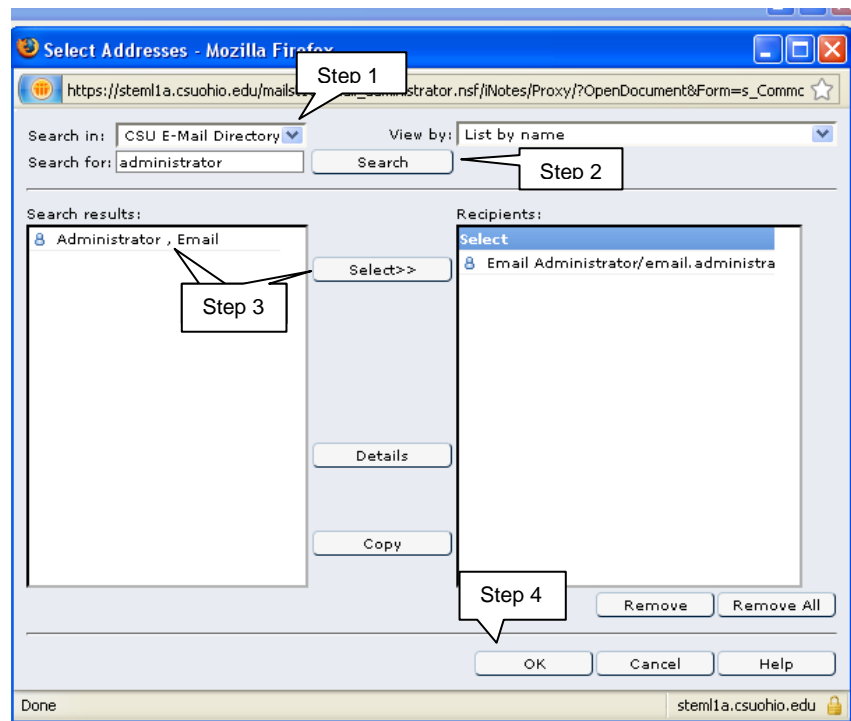 Select Addresses - Mozilla Firefox
Step 1
https://steml1a.csuohio.edu/mails strator.nsf/iNotes/Proxy/?OpenDocument&Form=s_Commc
Search in: CSU E-Mail Directory View by: List by name
Search for: administrator Search
Step 2
Search results: Recipients:
Administrator , Email Select
Select>> Email Administrator/email.administra
Step 3
Details
Copy
Step 4
Remove Remove All
OK Cancel Help
Done steml1a.csuohio.edu